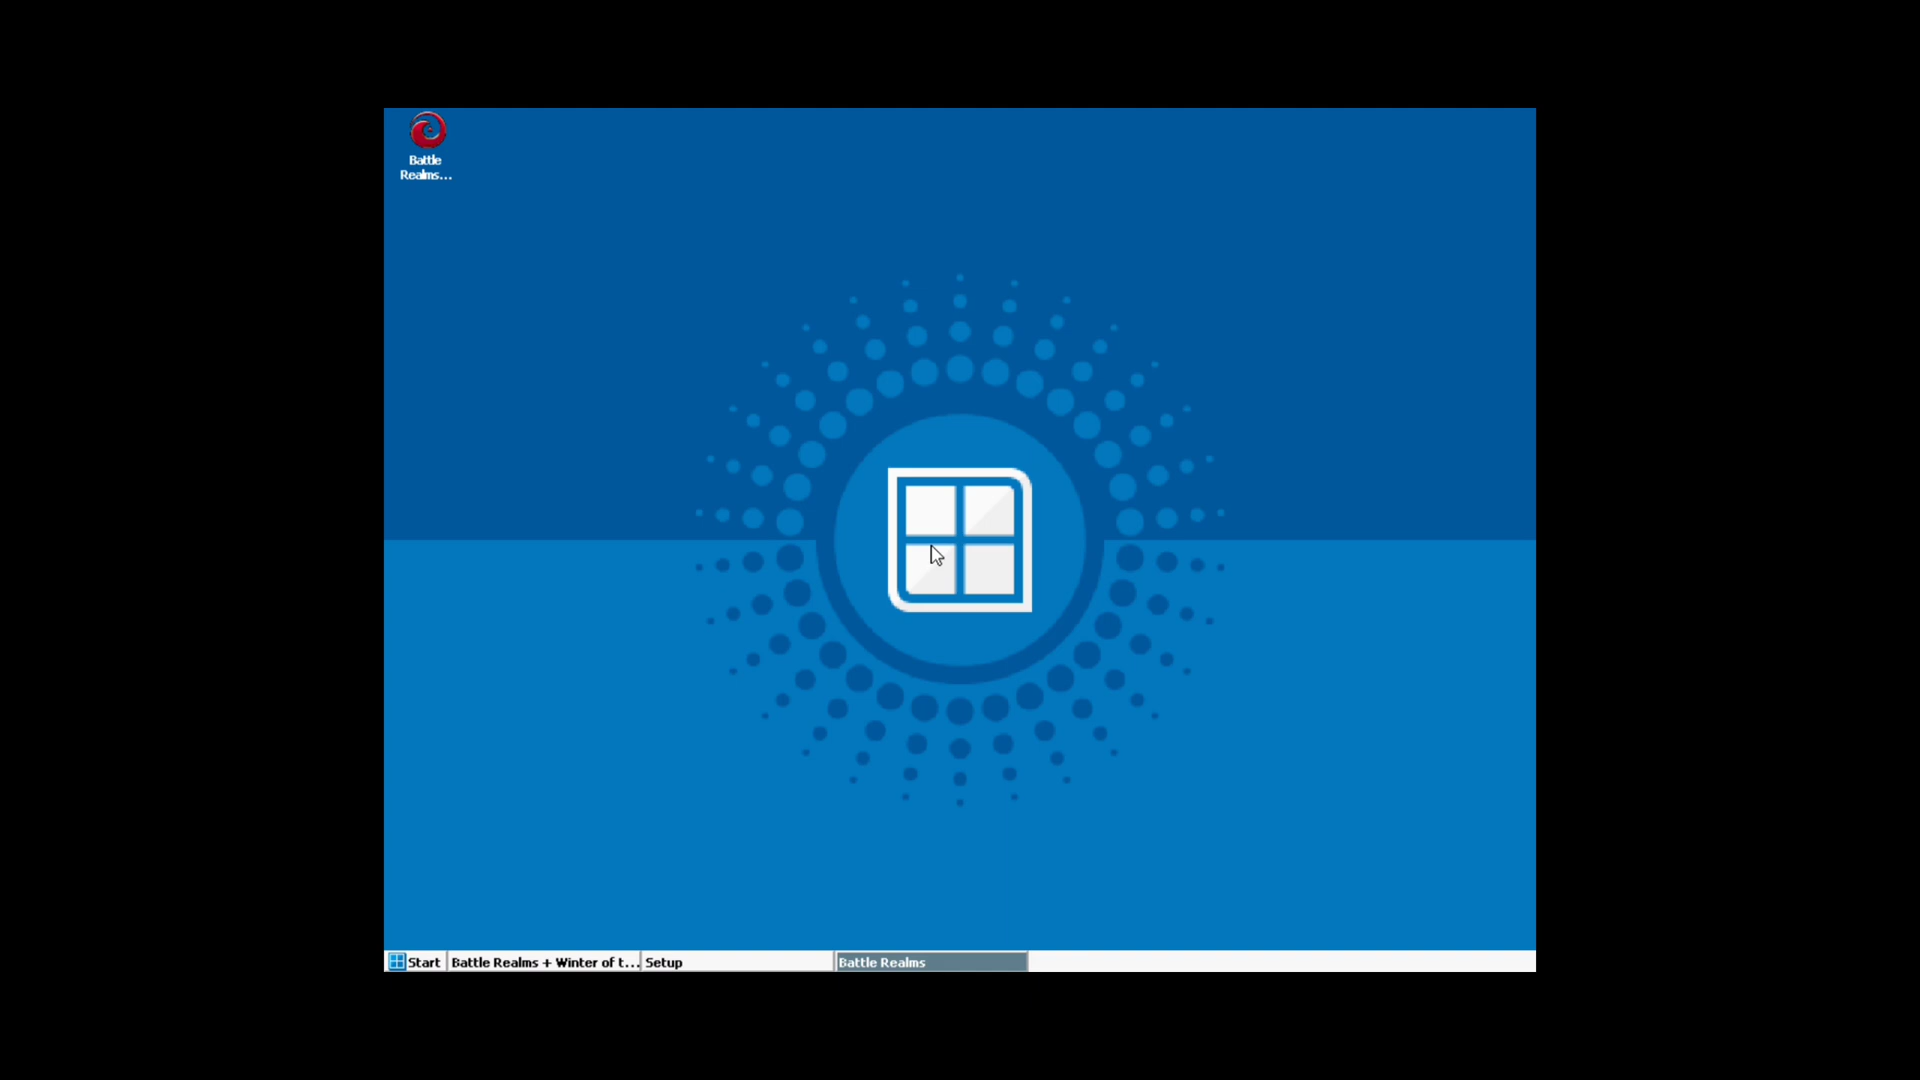 Battle
Realms...
Start
Battle Realms + Winter of t...
Setup
Battle Realms